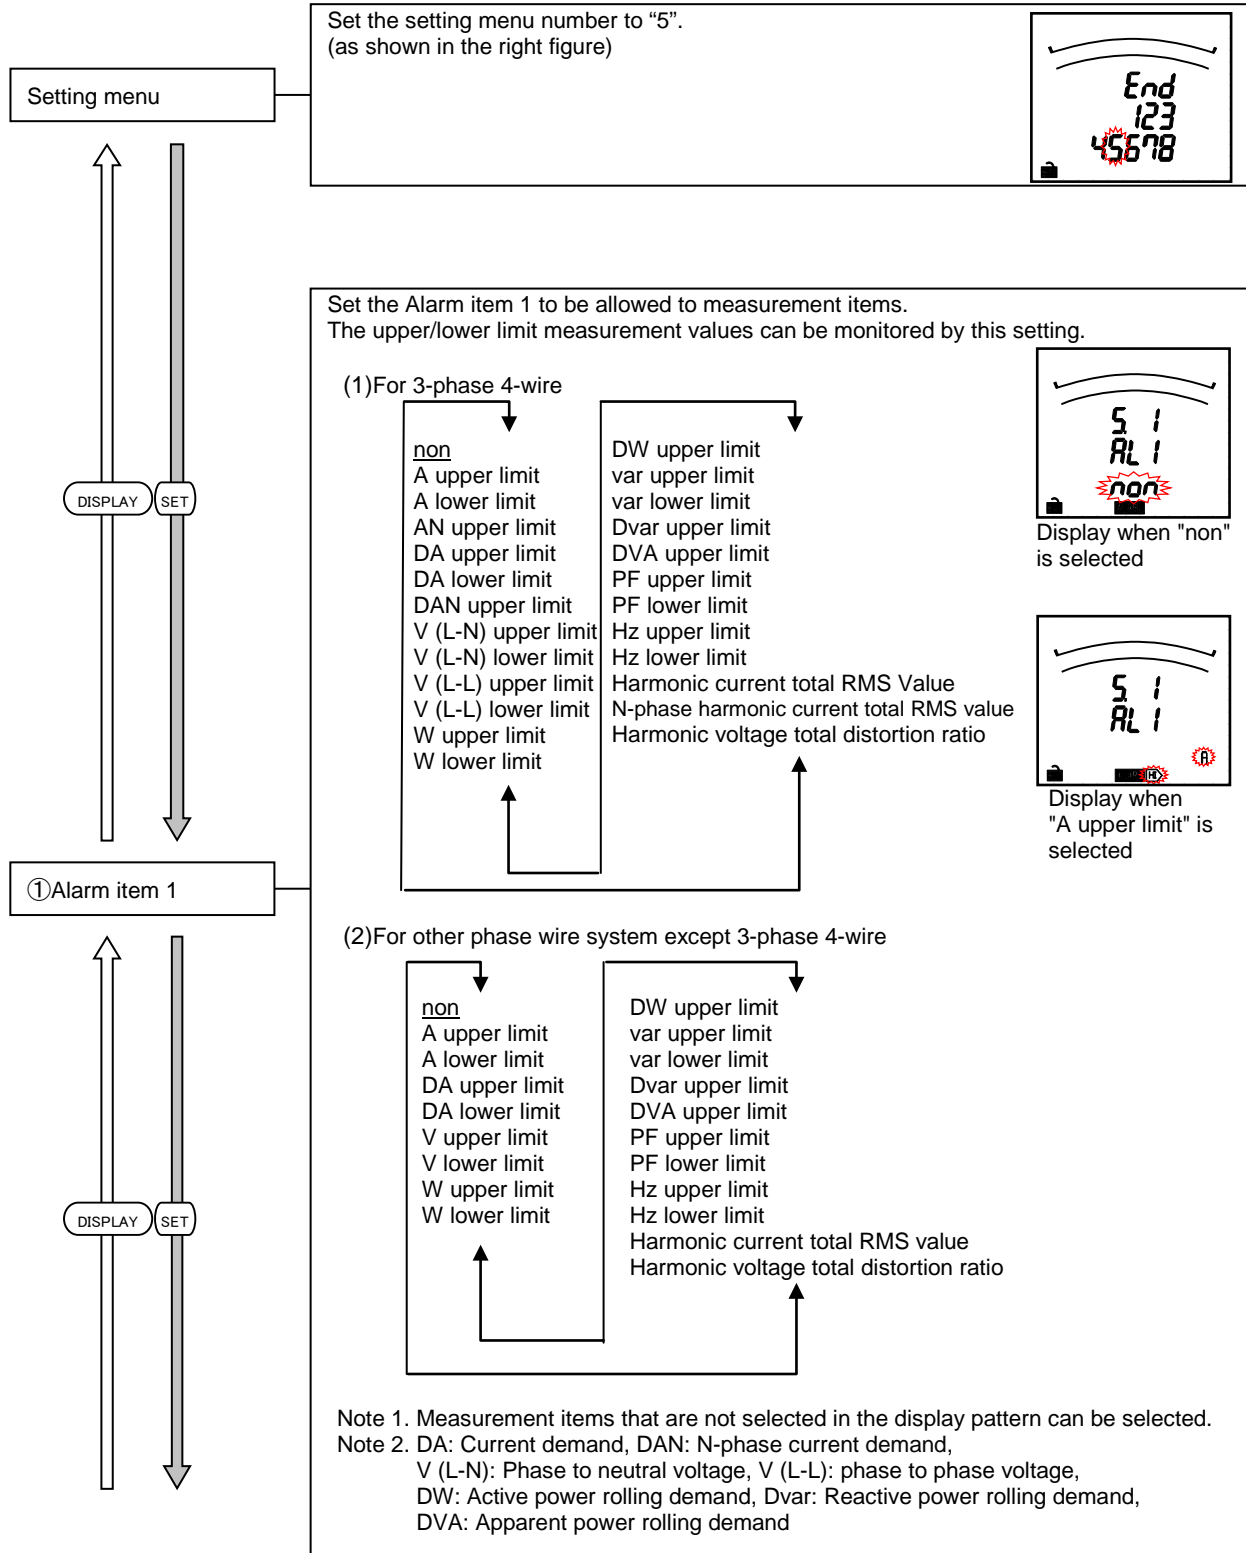 Set the setting menu number to “5”.
(as shown in the right figure)
Setting menu
End
123
45678
Set the Alarm item 1 to be allowed to measurement items.
The upper/lower limit measurement values can be monitored by this setting.
(1)For 3-phase 4-wire
non
A upper limit
A lower limit
AN upper limit
DA upper limit
DA lower limit
DAN upper limit
V (L-N) upper limit
V (L-N) lower limit
V (L-L) upper limit
V (L-L) lower limit
W upper limit
W lower limit
DW upper limit
var upper limit
var lower limit
Dvar upper limit
DVA upper limit
PF upper limit
PF lower limit
Hz upper limit
Hz lower limit
Harmonic current total RMS Value
N-phase harmonic current total RMS value
Harmonic voltage total distortion ratio
5. 1
AL 1
non
Display when "non"
is selected
5. 1
AL 1
A
HI
Display when
"A upper limit" is
selected
DISPLAY
SET
①Alarm item 1
(2)For other phase wire system except 3-phase 4-wire
non
A upper limit
A lower limit
DA upper limit
DA lower limit
V upper limit
V lower limit
W upper limit
W lower limit
DW upper limit
var upper limit
var lower limit
Dvar upper limit
DVA upper limit
PF upper limit
PF lower limit
Hz upper limit
Hz lower limit
Harmonic current total RMS value
Harmonic voltage total distortion ratio
DISPLAY
SET
Note 1. Measurement items that are not selected in the display pattern can be selected.
Note 2. DA: Current demand, DAN: N-phase current demand,
V (L-N): Phase to neutral voltage, V (L-L): phase to phase voltage,
DW: Active power rolling demand, Dvar: Reactive power rolling demand,
DVA: Apparent power rolling demand